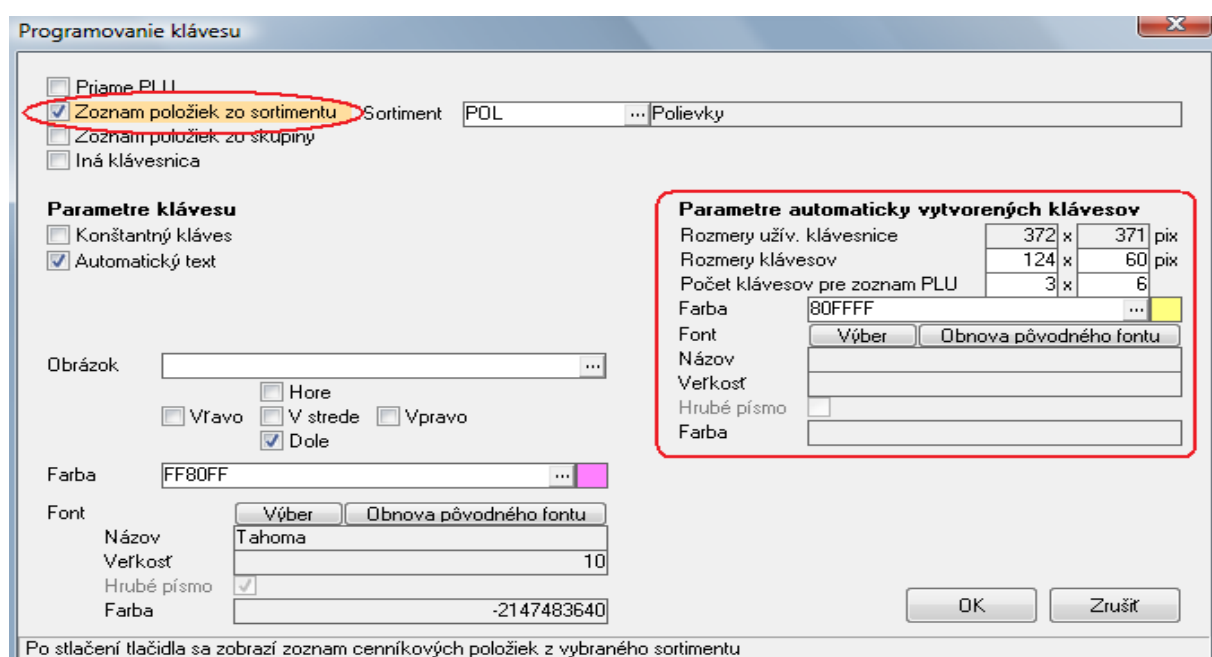 Programovanie klávesu
Priame PLU
Zoznam položiek zo sortimentu Sortiment POL ... Polievky
Zoznam položiek zo skupiny
Iná klávesnica
Parametre klávesu
Konštantný kláves
Automatický text
Parametre automaticky vytvorených klávesov
Rozmery užív. klávesnice 372 x 371 pix
Rozmery klávesov 124 x 60 pix
Počet klávesov pre zoznam PLU 3 x 6
Farba 80FFFF ...
Font Výber Obnova pôvodného fontu
Názov
Veľkosť
Hrubé písmo
Farba
Obrázok ...
Hore
Vľavo V strede Vpravo
Dole
Farba FF80FF ...
Font Výber Obnova pôvodného fontu
Názov Tahoma
Veľkosť 10
Hrubé písmo
Farba -2147483640
OK Zrušiť
Po stlačení tlačidla sa zobrazí zoznam cenníkových položiek z vybraného sortimentu